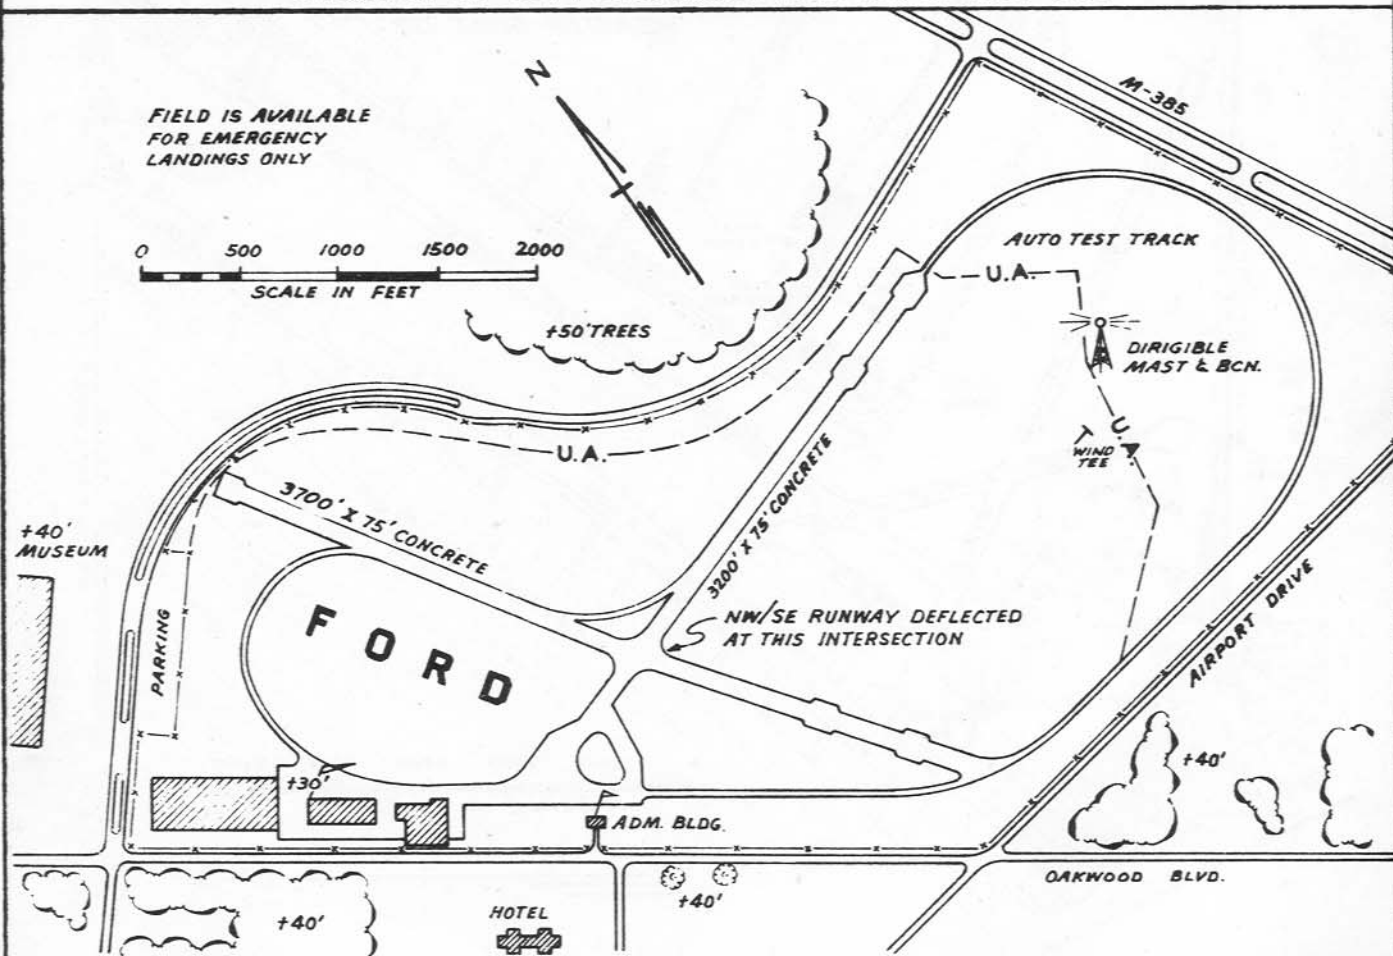 N
M-385
FIELD IS AVAILABLE
FOR EMERGENCY
LANDINGS ONLY
0 500 1000 1500 2000
SCALE IN FEET
AUTO TEST TRACK
U.A.
+50' TREES
DIRIGIBLE
MAST & BCN.
U.A.
WIND
TEE
U.A.
3700' X 75' CONCRETE
3200' X 75' CONCRETE
+40'
MUSEUM
PARKING
FORD
NW/SE RUNWAY DEFLECTED
AT THIS INTERSECTION
AIRPORT DRIVE
+40'
+30'
ADM. BLDG.
OAKWOOD BLVD.
+40'
+40'
HOTEL